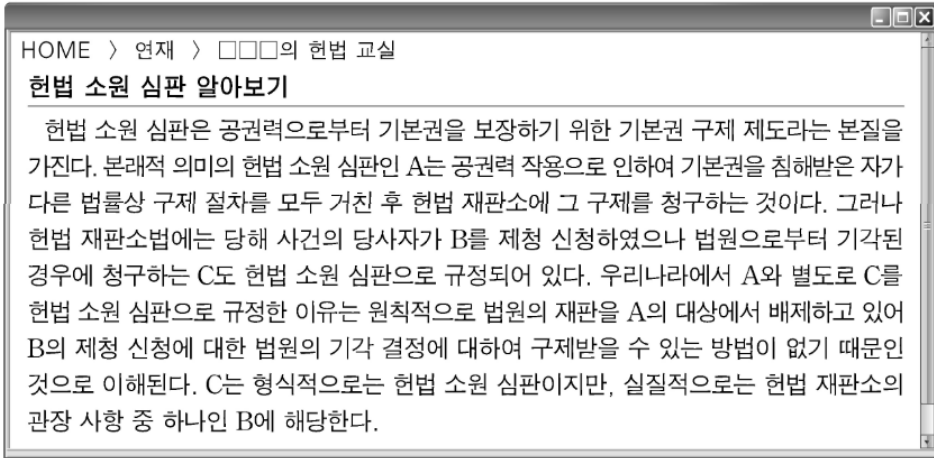 HOME 〉 연재 〉 □□□의 헌법 교실
헌법 소원 심판 알아보기
헌법 소원 심판은 공권력으로부터 기본권을 보장하기 위한 기본권 구제 제도라는 본질을
가진다. 본래적 의미의 헌법 소원 심판인 A는 공권력 작용으로 인하여 기본권을 침해받은 자가
다른 법률상 구제 절차를 모두 거친 후 헌법 재판소에 그 구제를 청구하는 것이다. 그러나
헌법 재판소법에는 당해 사건의 당사자가 B를 제청 신청하였으나 법원으로부터 기각된
경우에 청구하는 C도 헌법 소원 심판으로 규정되어 있다. 우리나라에서 A와 별도로 C를
헌법 소원 심판으로 규정한 이유는 원칙적으로 법원의 재판을 A의 대상에서 배제하고 있어
B의 제청 신청에 대한 법원의 기각 결정에 대하여 구제받을 수 있는 방법이 없기 때문인
것으로 이해된다. C는 형식적으로는 헌법 소원 심판이지만, 실질적으로는 헌법 재판소의
관장 사항 중 하나인 B에 해당한다.